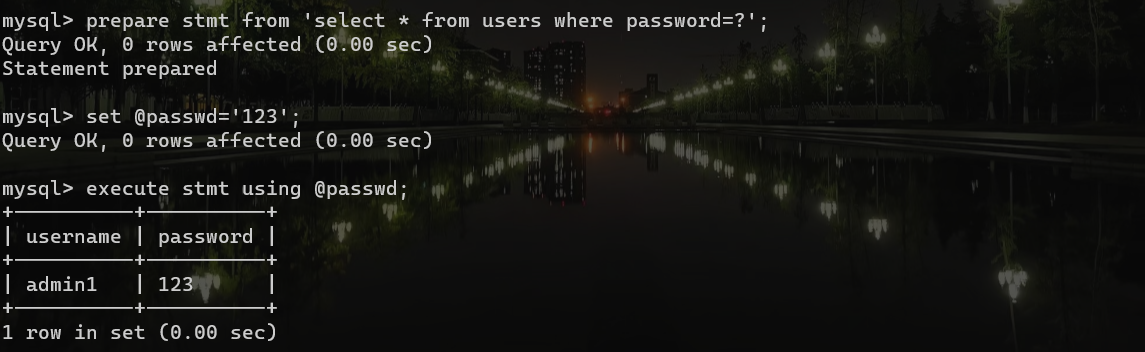 mysql> prepare stmt from 'select * from users where password=?';
Query OK, 0 rows affected (0.00 sec)
Statement prepared
mysql> set @passwd='123';
Query OK, 0 rows affected (0.00 sec)
mysql> execute stmt using @passwd;
+----------+----------+
| username | password |
+----------+----------+
| admin1   | 123      |
+----------+----------+
1 row in set (0.00 sec)